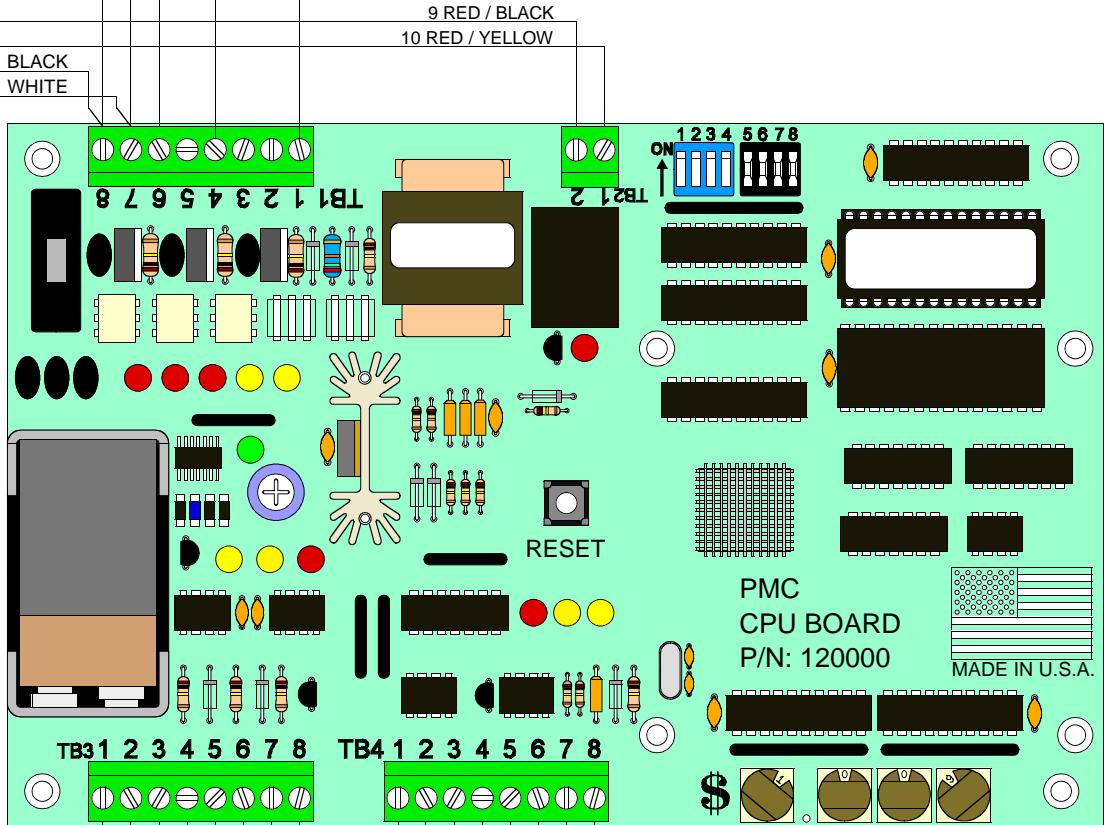 9 RED / BLACK
10 RED / YELLOW
BLACK
WHITE
1 2 3 4 5 6 7 8
ON
8 7 6 5 4 3 2 1 TB1
2 1 TB2
RESET
PMC
CPU BOARD
P/N: 120000
MADE IN U.S.A.
TB3 1 2 3 4 5 6 7 8
TB4 1 2 3 4 5 6 7 8
$ 1 . 0 0 9